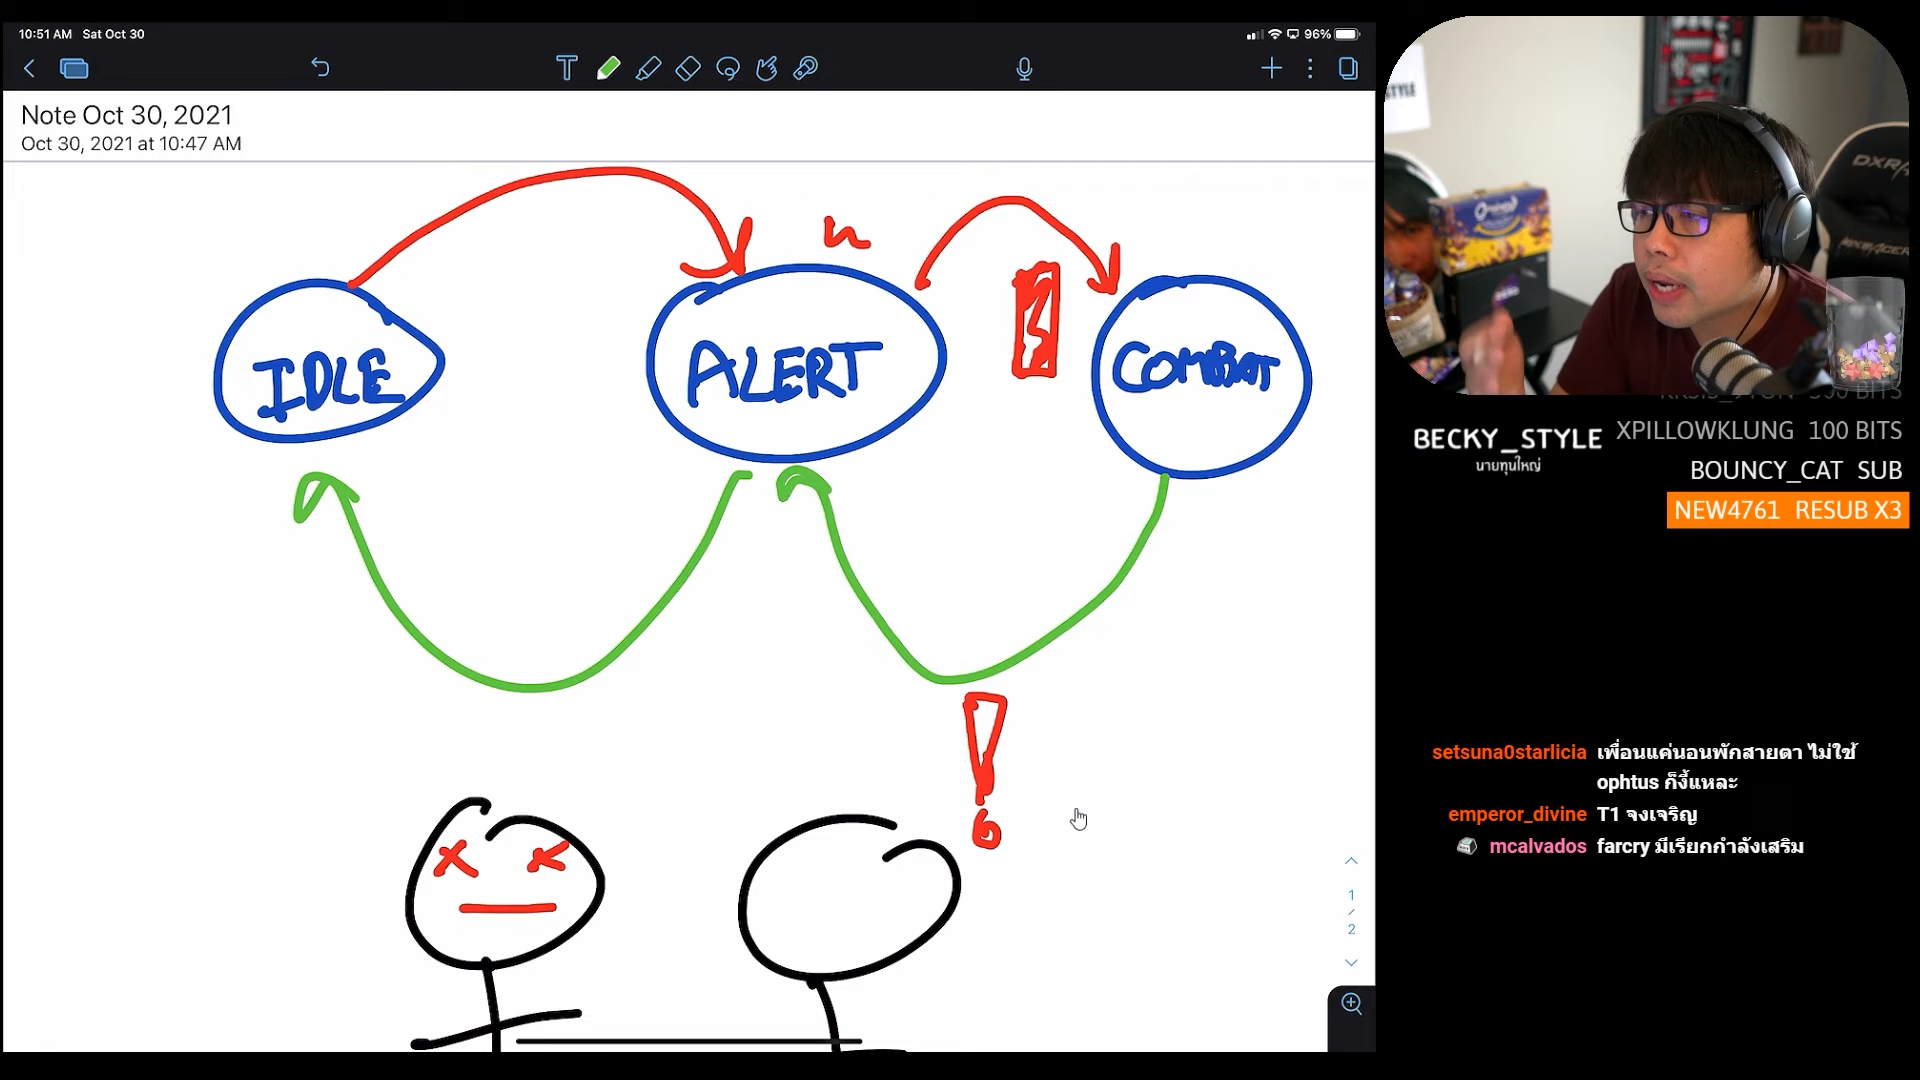 10:51 AM Sat Oct 30
96%
Note Oct 30, 2021
Oct 30, 2021 at 10:47 AM
IDLE
ALERT
COMBAT
!
1
2
STYLE
DXR
BECKY_STYLE
นายทุนใหญ่
XPILLOWKLUNG 100 BITS
BOUNCY_CAT SUB
NEW4761 RESUB X3
setsuna0starlicia เพื่อนแค่นอนพักสายตา ไม่ใช้
ophtus ก็งี้แหละ
emperor_divine T1 จงเจริญ
mcalvados farcry มีเรียกกำลังเสริม